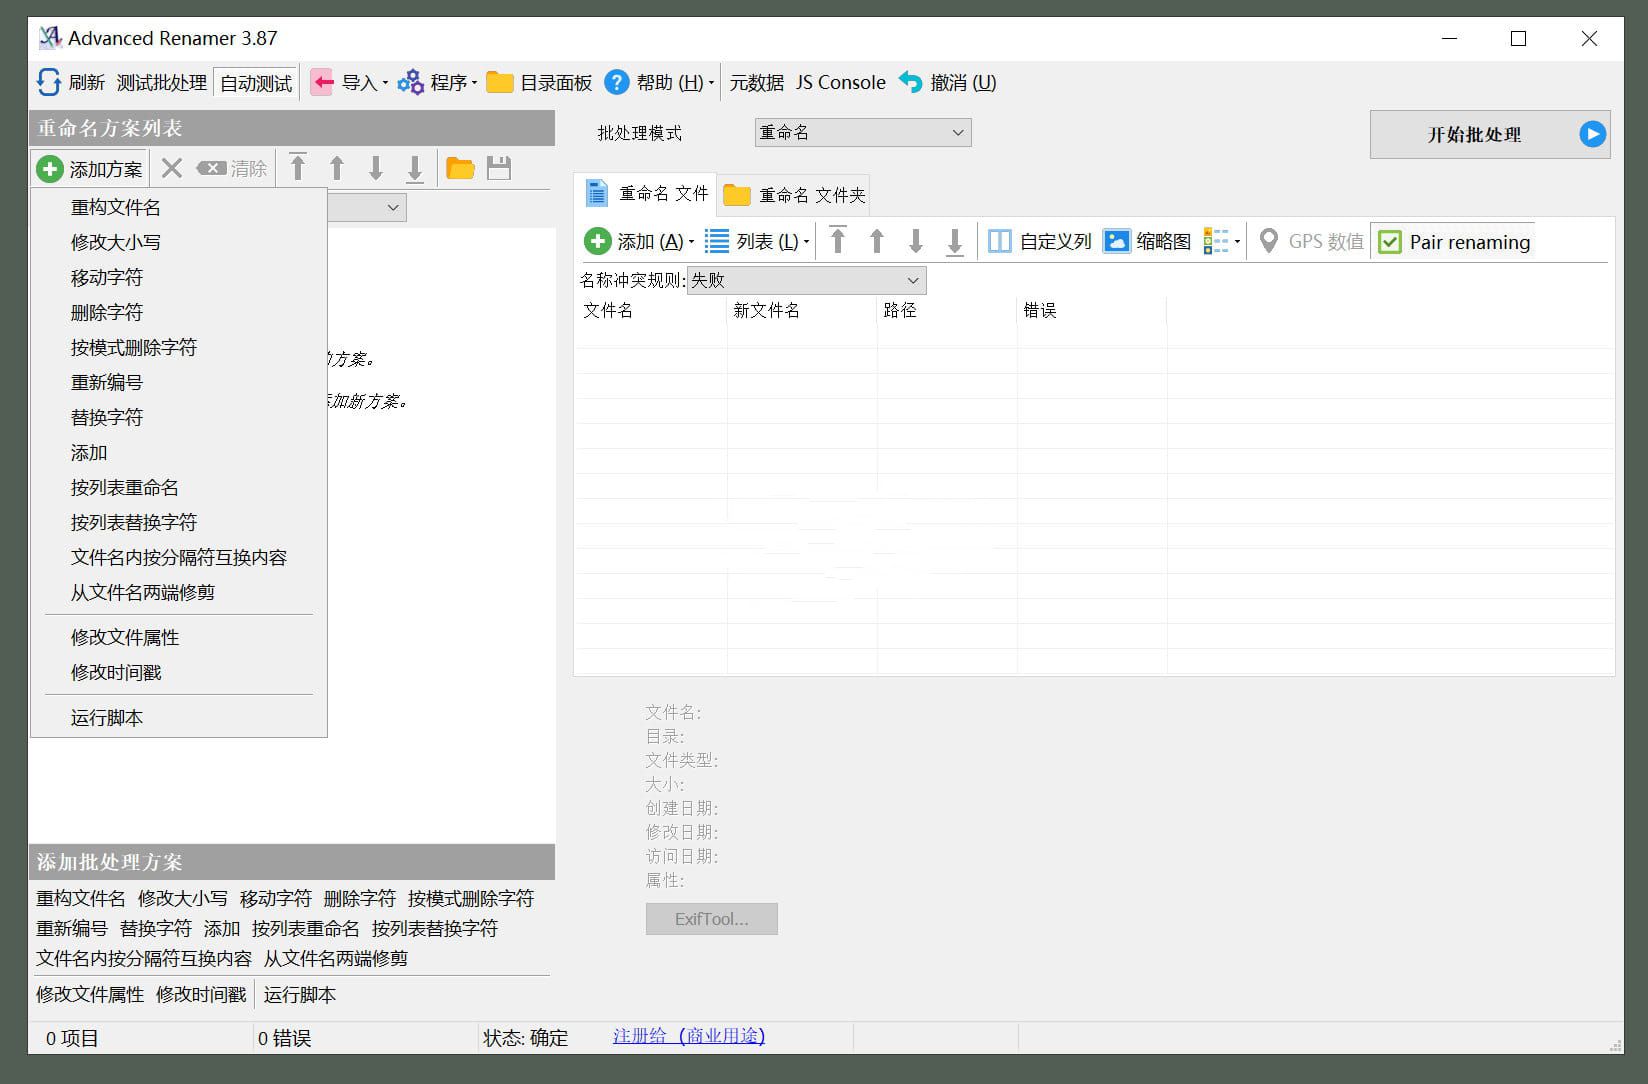 Advanced Renamer 3.87
刷新 测试批处理 自动测试 导入 程序 目录面板 帮助 (H) 元数据 JS Console 撤消 (U)
重命名方案列表
添加方案 清除
重构文件名
修改大小写
移动字符
删除字符
按模式删除字符
重新编号
替换字符
添加
按列表重命名
按列表替换字符
文件名内按分隔符互换内容
从文件名两端修剪
修改文件属性
修改时间戳
运行脚本
方案。
加新方案。
添加批处理方案
重构文件名 修改大小写 移动字符 删除字符 按模式删除字符
重新编号 替换字符 添加 按列表重命名 按列表替换字符
文件名内按分隔符互换内容 从文件名两端修剪
修改文件属性 修改时间戳 运行脚本
批处理模式 重命名 开始批处理
重命名 文件 重命名 文件夹
添加 (A) 列表 (L) 自定义列 缩略图 GPS 数值 Pair renaming
名称冲突规则: 失败
文件名 新文件名 路径 错误
文件名:
目录:
文件类型:
大小:
创建日期:
修改日期:
访问日期:
属性:
ExifTool...
0 项目 0 错误 状态: 确定 注册给 (商业用途)